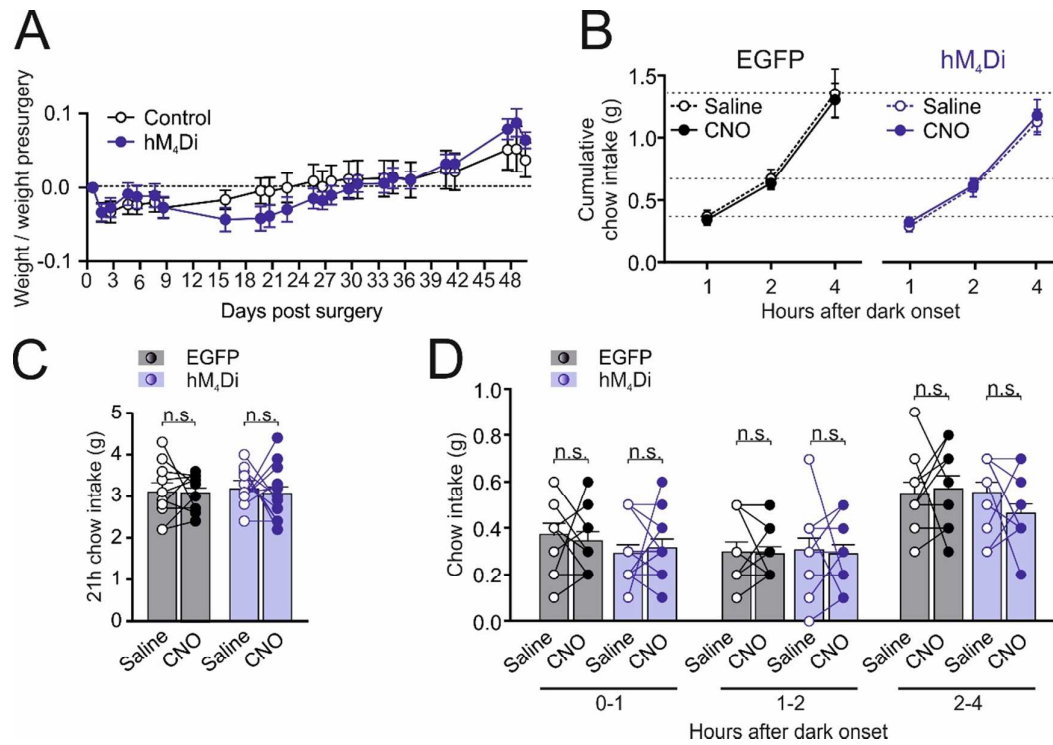 A
Weight / weight presurgery
0.1
0.0
-0.1
Control
hM₄Di
0 3 6 9 12 15 18 21 24 27 30 33 36 39 42 45 48
Days post surgery
B
EGFP hM₄Di
Cumulative
chow intake (g)
1.5
1.0
0.5
0.0
Saline
CNO
Saline
CNO
1 2 4 1 2 4
Hours after dark onset
C
EGFP
hM₄Di
21h chow intake (g)
5
4
3
2
1
0
n.s. n.s.
Saline CNO Saline CNO
D
EGFP
hM₄Di
Chow intake (g)
1.0
0.8
0.6
0.4
0.2
0.0
n.s. n.s. n.s. n.s. n.s. n.s.
Saline CNO Saline CNO Saline CNO Saline CNO Saline CNO Saline CNO
0-1 1-2 2-4
Hours after dark onset